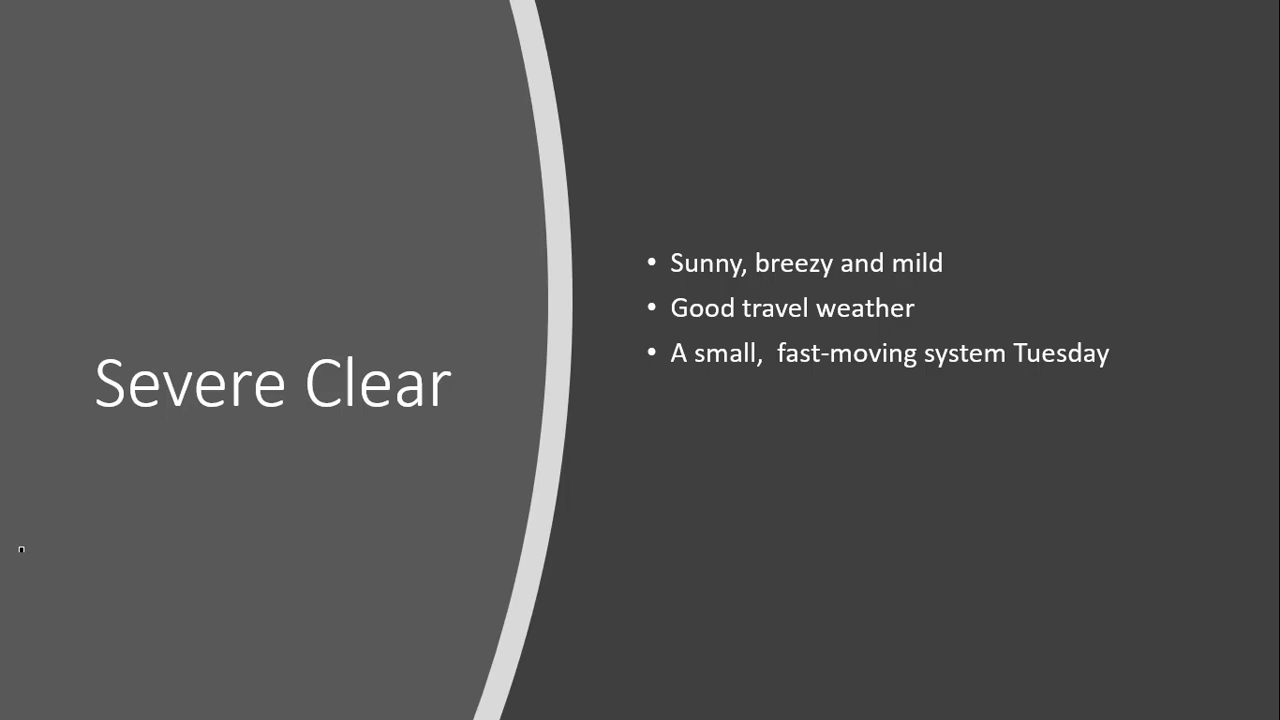 Severe Clear
• Sunny, breezy and mild
• Good travel weather
• A small,  fast-moving system Tuesday